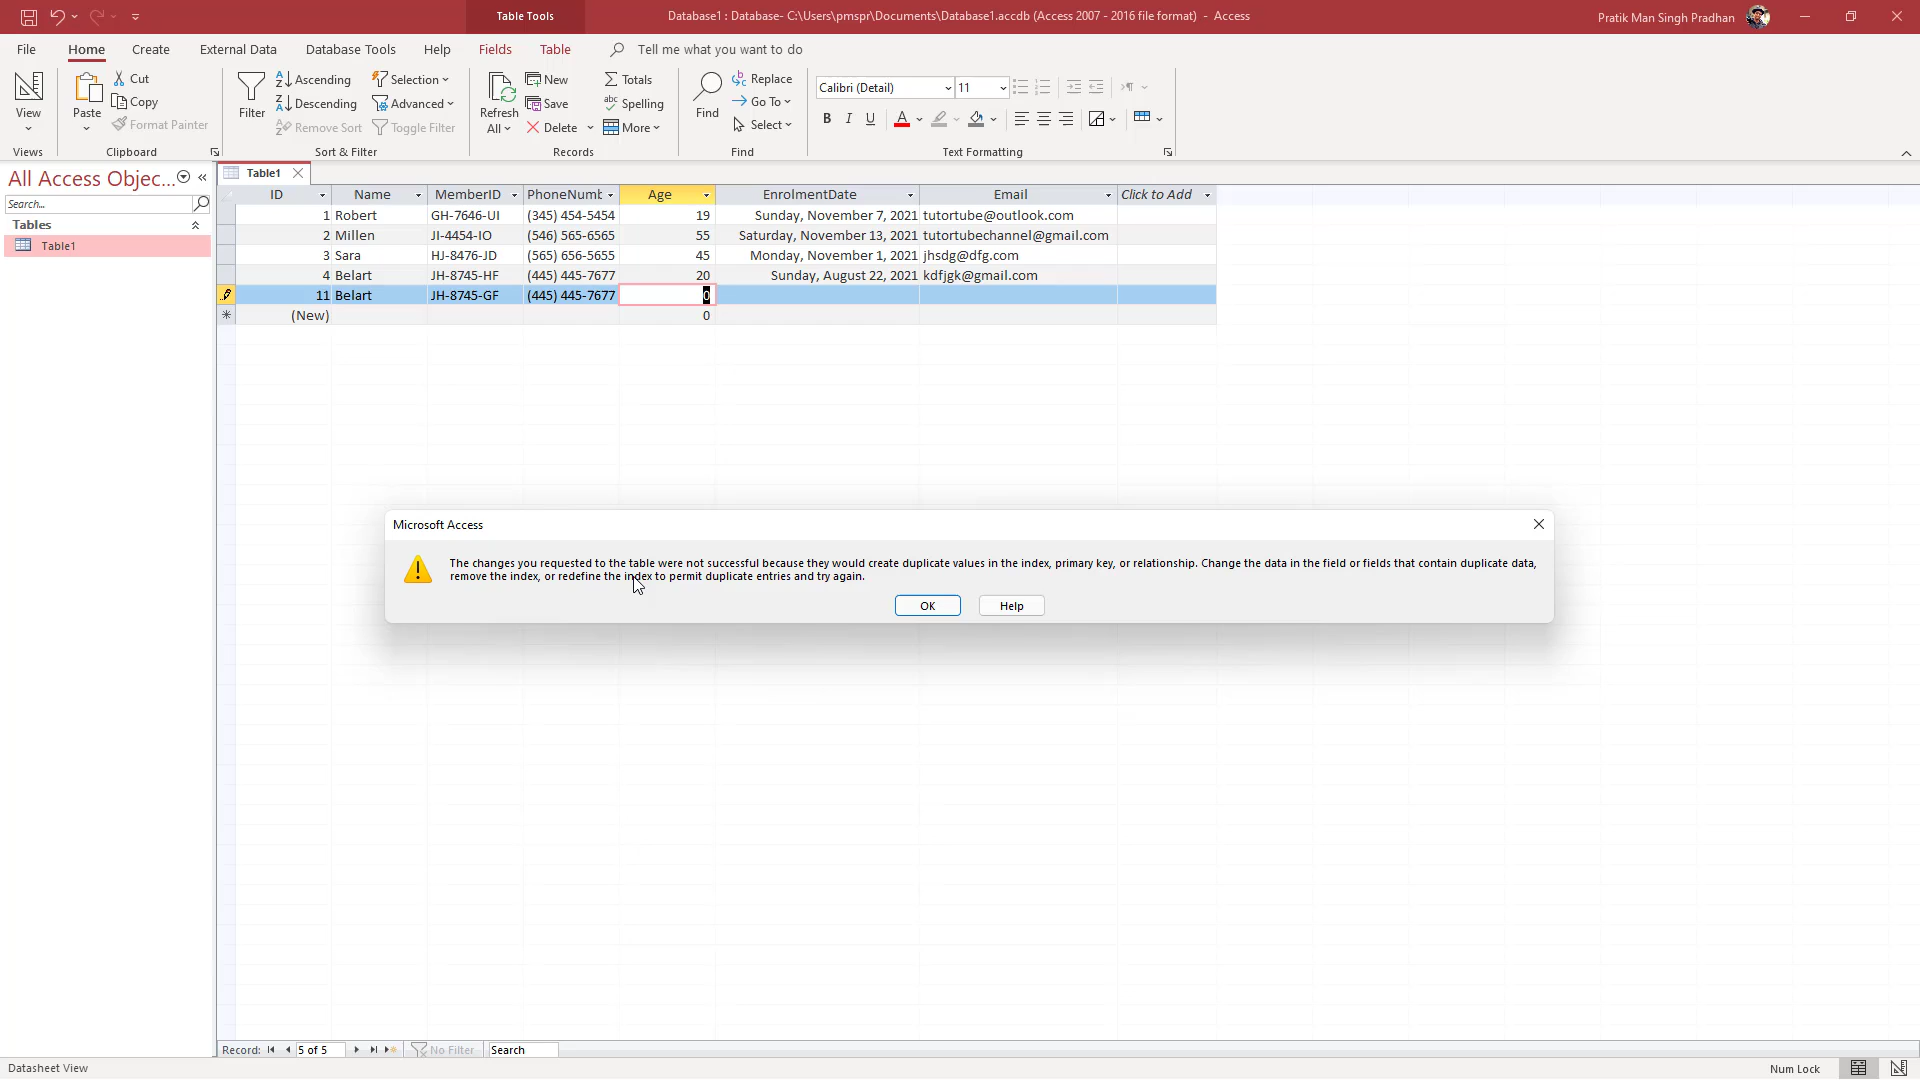 Table Tools
Database1 : Database- C:\Users\pmspr\Documents\Database1.accdb (Access 2007 - 2016 file format) - Access
Pratik Man Singh Pradhan
File Home Create External Data Database Tools Help Fields Table Tell me what you want to do
View
Views
Paste
Cut
Copy
Format Painter
Clipboard
Filter
Ascending
Descending
Remove Sort
Selection
Advanced
Toggle Filter
Sort & Filter
Refresh
All
New
Save
Delete
Totals
Spelling
More
Records
Find
Replace
Go To
Select
Find
Calibri (Detail) 11
B I U A
Text Formatting
All Access Objec...
Search...
Tables
Table1
Table1
ID Name MemberID PhoneNumb Age EnrolmentDate Email Click to Add
1 Robert GH-7646-UI (345) 454-5454 19 Sunday, November 7, 2021 tutortube@outlook.com
2 Millen JI-4454-IO (546) 565-6565 55 Saturday, November 13, 2021 tutortubechannel@gmail.com
3 Sara HJ-8476-JD (565) 656-5655 45 Monday, November 1, 2021 jhsdg@dfg.com
4 Belart JH-8745-HF (445) 445-7677 20 Sunday, August 22, 2021 kdfjgk@gmail.com
11 Belart JH-8745-GF (445) 445-7677 0
(New) 0
Microsoft Access
The changes you requested to the table were not successful because they would create duplicate values in the index, primary key, or relationship. Change the data in the field or fields that contain duplicate data,
remove the index, or redefine the index to permit duplicate entries and try again.
OK Help
Record: 5 of 5 No Filter Search
Datasheet View Num Lock